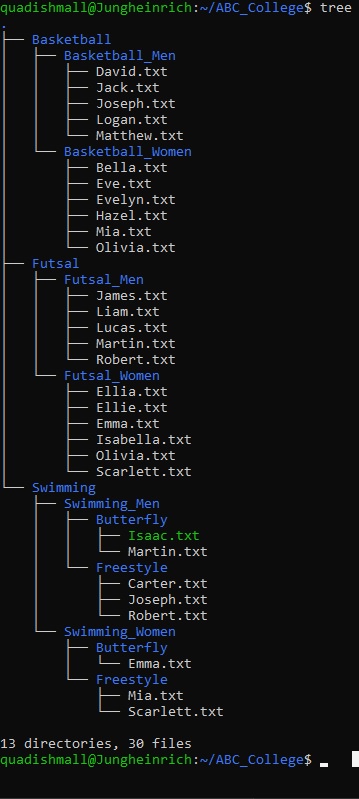 quadishmall@Jungheinrich:~/ABC_College$ tree
.
├── Basketball
│   ├── Basketball_Men
│   │   ├── David.txt
│   │   ├── Jack.txt
│   │   ├── Joseph.txt
│   │   ├── Logan.txt
│   │   └── Matthew.txt
│   └── Basketball_Women
│       ├── Bella.txt
│       ├── Eve.txt
│       ├── Evelyn.txt
│       ├── Hazel.txt
│       ├── Mia.txt
│       └── Olivia.txt
├── Futsal
│   ├── Futsal_Men
│   │   ├── James.txt
│   │   ├── Liam.txt
│   │   ├── Lucas.txt
│   │   ├── Martin.txt
│   │   └── Robert.txt
│   └── Futsal_Women
│       ├── Ellia.txt
│       ├── Ellie.txt
│       ├── Emma.txt
│       ├── Isabella.txt
│       ├── Olivia.txt
│       └── Scarlett.txt
└── Swimming
    ├── Swimming_Men
    │   ├── Butterfly
    │   │   ├── Isaac.txt
    │   │   └── Martin.txt
    │   └── Freestyle
    │       ├── Carter.txt
    │       ├── Joseph.txt
    │       └── Robert.txt
    └── Swimming_Women
        ├── Butterfly
        │   └── Emma.txt
        └── Freestyle
            ├── Mia.txt
            └── Scarlett.txt

13 directories, 30 files
quadishmall@Jungheinrich:~/ABC_College$